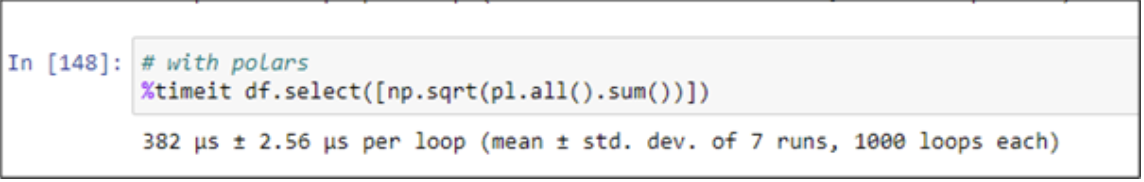 In [148]: # with polars
%timeit df.select([np.sqrt(pl.all().sum())])
382 µs ± 2.56 µs per loop (mean ± std. dev. of 7 runs, 1000 loops each)